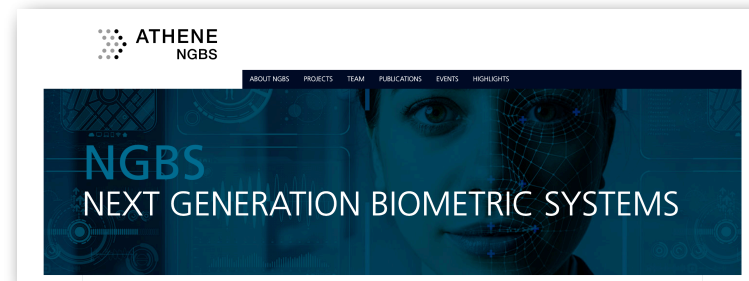 ATHENE
NGBS
ABOUT NGBS PROJECTS TEAM PUBLICATIONS EVENTS HIGHLIGHTS
NGBS
NEXT GENERATION BIOMETRIC SYSTEMS